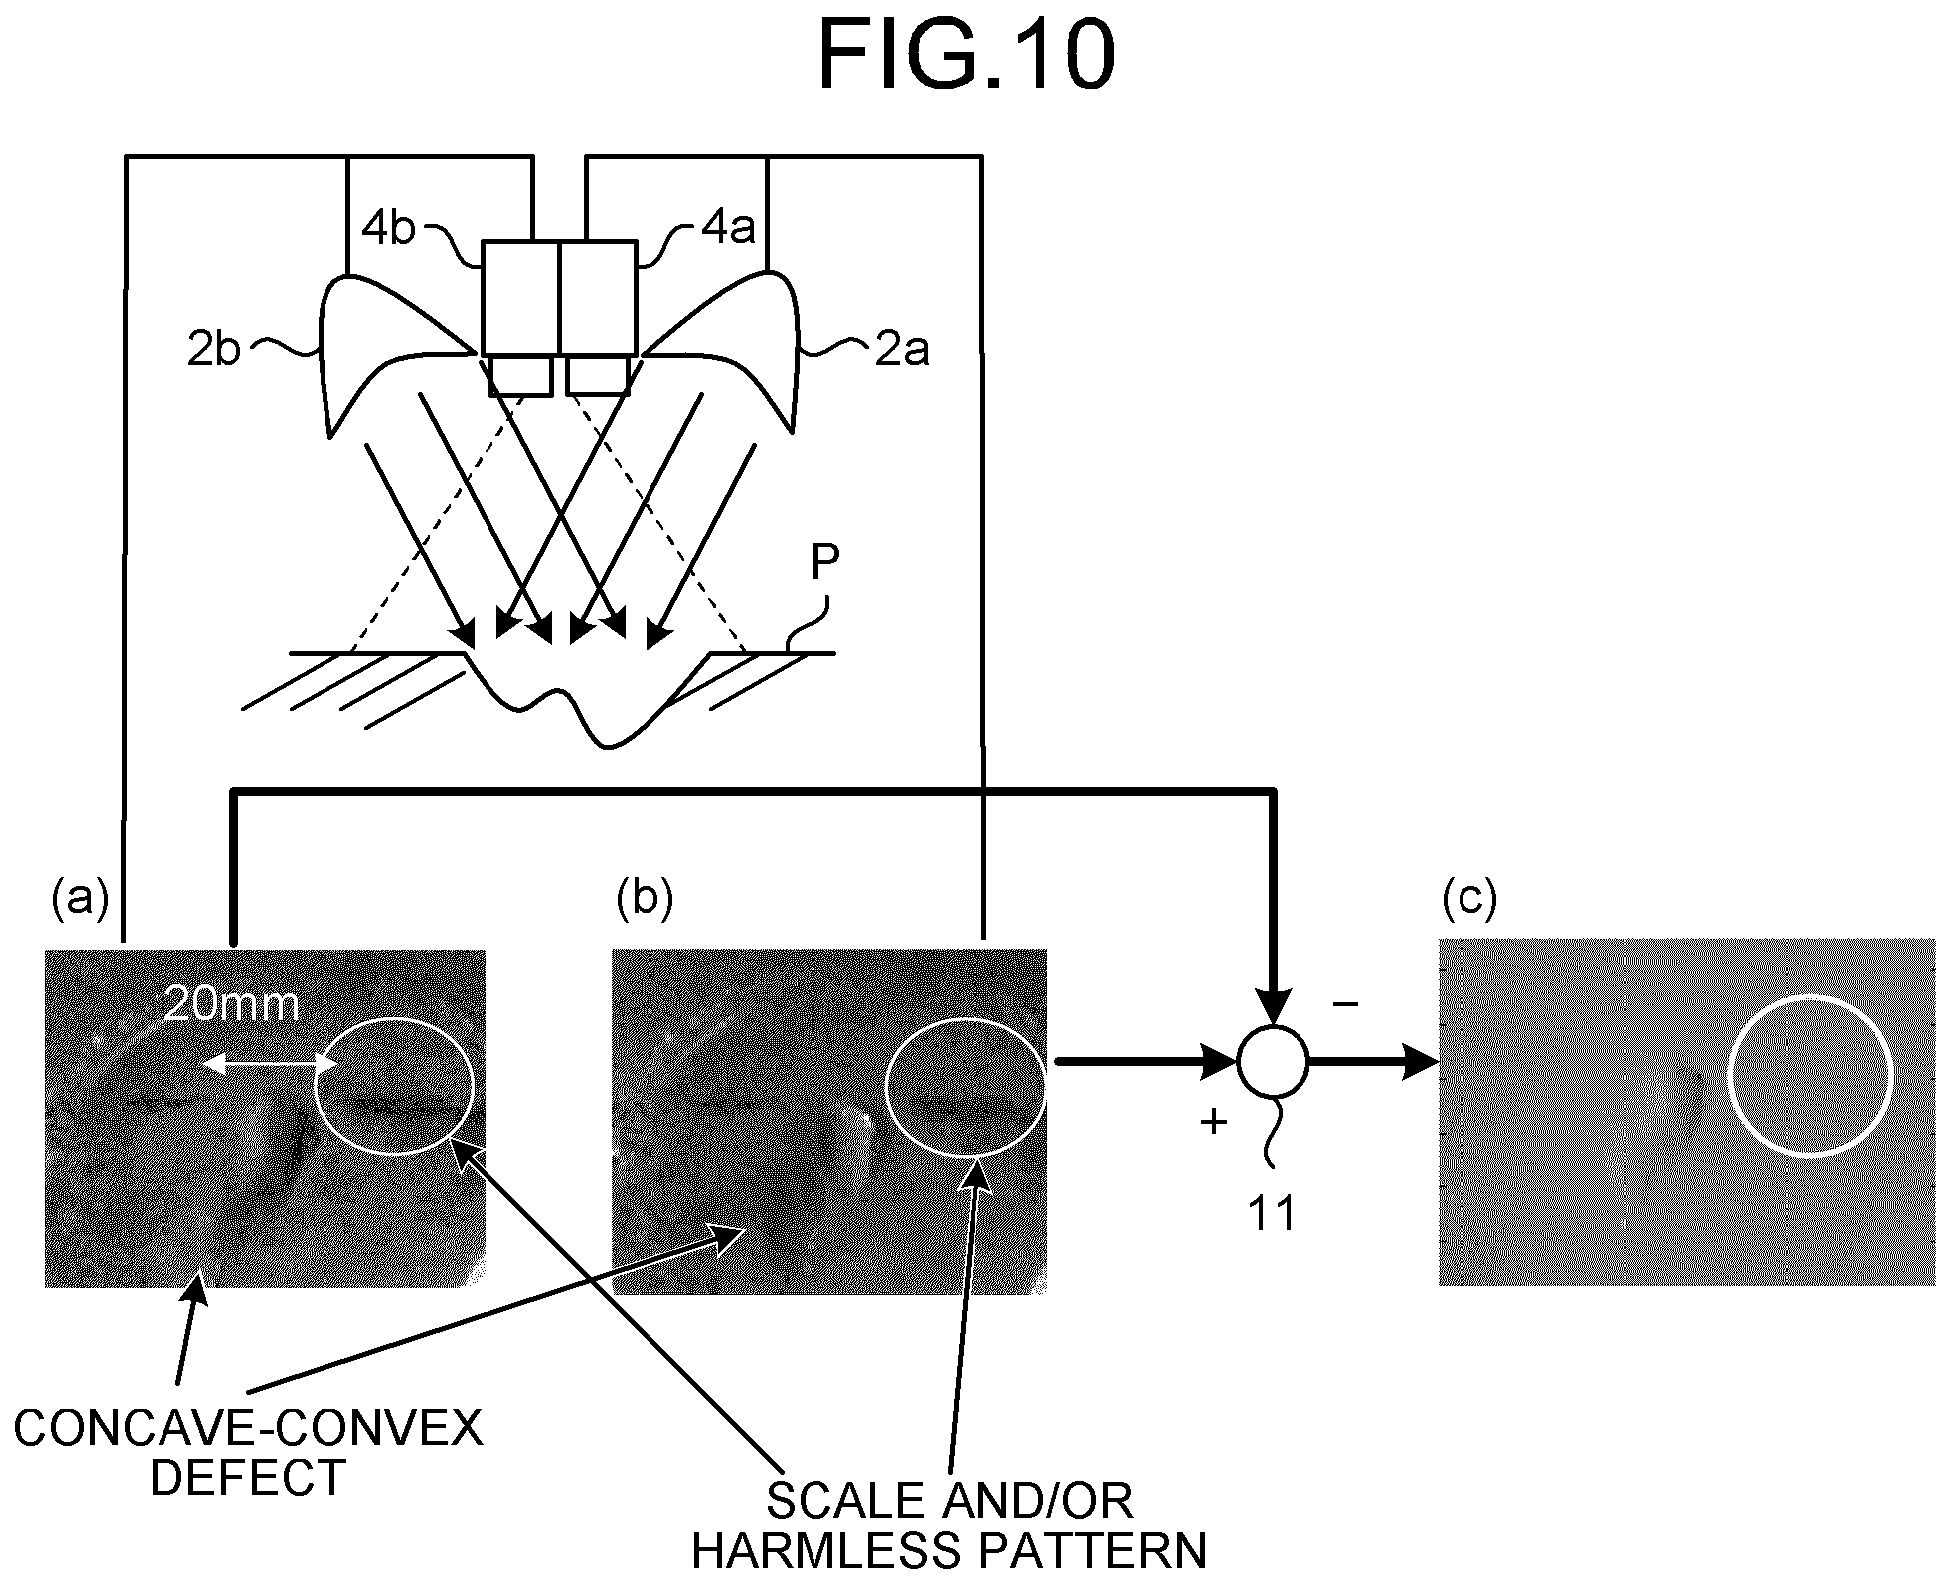 FIG.10
4b
4a
2b
2a
P
(a)
(b)
(c)
20mm
−
+
11
CONCAVE-CONVEX
DEFECT
SCALE AND/OR
HARMLESS PATTERN